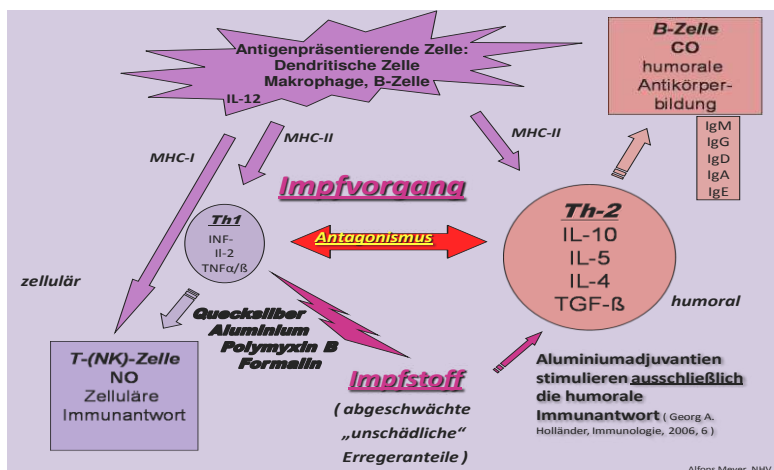 Antigenpräsentierende Zelle:
Dendritische Zelle
Makrophage, B-Zelle
IL-12
B-Zelle
CO
humorale
Antikörper-
bildung
IgM
IgG
IgD
IgA
IgE
MHC-I
MHC-II
MHC-II
Impfvorgang
Th1
INF-
Il-2
TNFα/ß
Antagonismus
Th-2
IL-10
IL-5
IL-4
TGF-ß
zellulär
humoral
Quecksilber
Aluminium
Polymyxin B
Formalin
T-(NK)-Zelle
NO
Zelluläre
Immunantwort
Impfstoff
( abgeschwächte
„unschädliche“
Erregeranteile )
Aluminiumadjuvantien
stimulieren ausschließlich
die humorale
Immunantwort ( Georg A.
Holländer, Immunologie, 2006, 6 )
Alfons Meyer, NHV